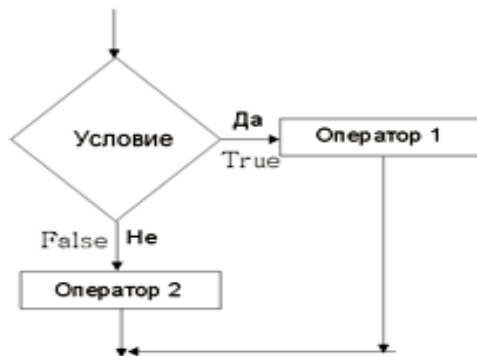 Условие
Да
True
Оператор 1
False
Не
Оператор 2